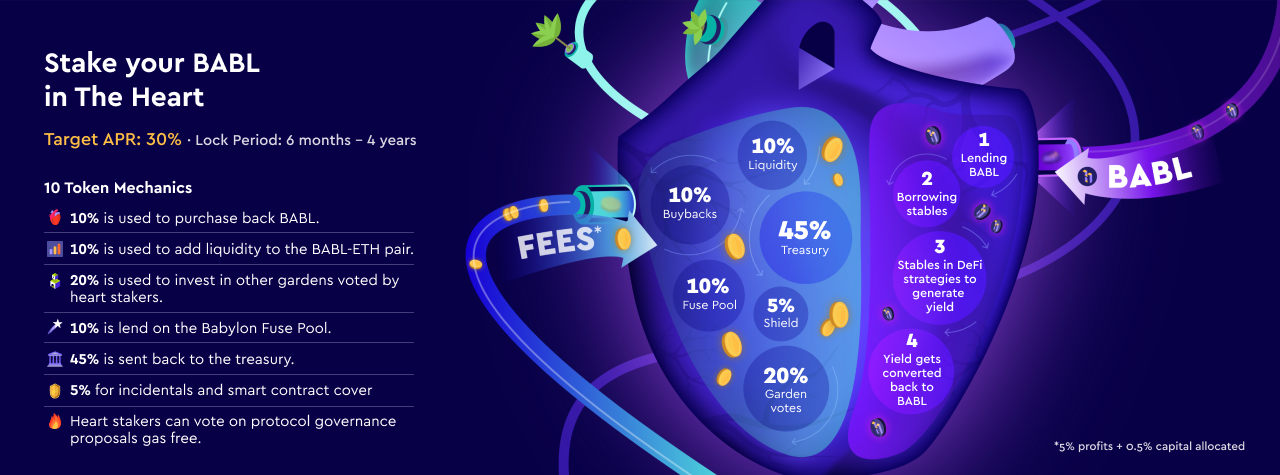 Stake your BABL
in The Heart
Target APR: 30% · Lock Period: 6 months – 4 years
10 Token Mechanics
10% is used to purchase back BABL.
10% is used to add liquidity to the BABL-ETH pair.
20% is used to invest in other gardens voted by
heart stakers.
10% is lend on the Babylon Fuse Pool.
45% is sent back to the treasury.
5% for incidentals and smart contract cover
Heart stakers can vote on protocol governance
proposals gas free.
FEES*
10%
Liquidity
10%
Buybacks
45%
Treasury
10%
Fuse Pool
5%
Shield
20%
Garden
votes
1
Lending
BABL
2
Borrowing
stables
3
Stables in DeFi
strategies to
generate
yield
4
Yield gets
converted
back to
BABL
BABL
*5% profits + 0.5% capital allocated